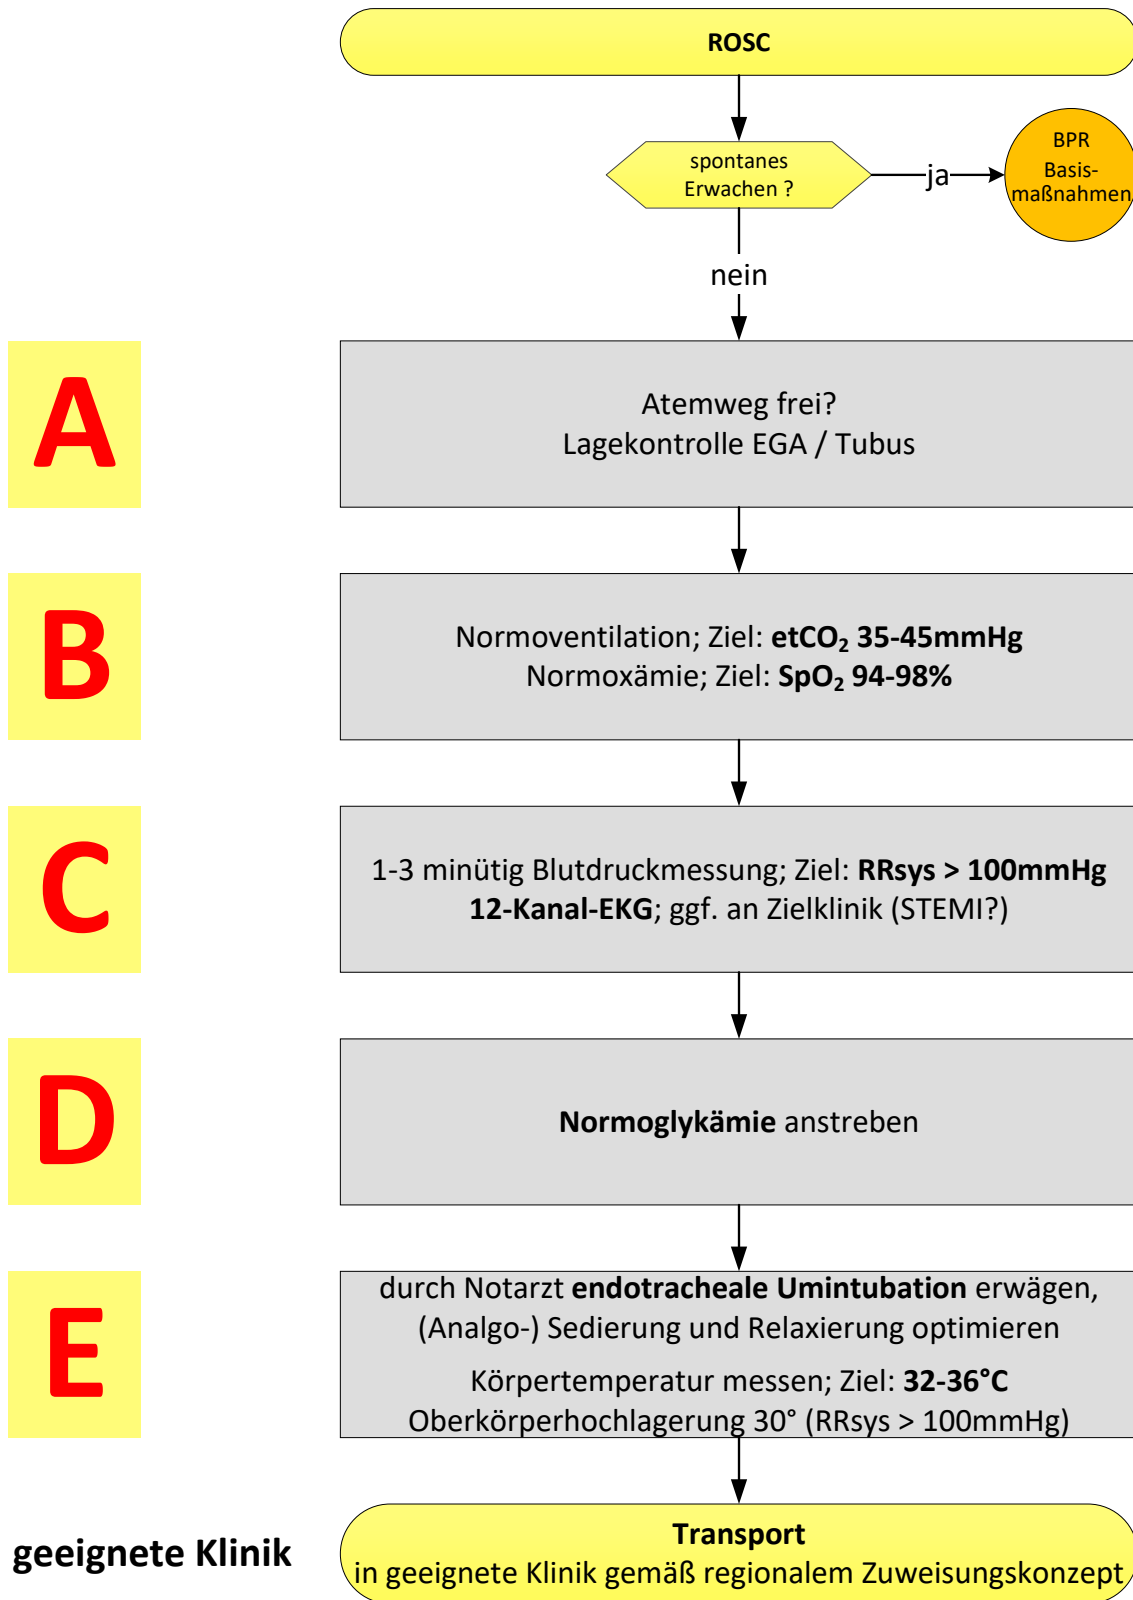 ROSC
spontanes
Erwachen ?
ja
BPR
Basis-
maßnahmen
nein
A
Atemweg frei?
Lagekontrolle EGA / Tubus
B
Normoventilation; Ziel: etCO₂ 35-45mmHg
Normoxämie; Ziel: SpO₂ 94-98%
C
1-3 minütig Blutdruckmessung; Ziel: RRsys > 100mmHg
12-Kanal-EKG; ggf. an Zielklinik (STEMI?)
D
Normoglykämie anstreben
E
durch Notarzt endotracheale Umintubation erwägen,
(Analgo-) Sedierung und Relaxierung optimieren
Körpertemperatur messen; Ziel: 32-36°C
Oberkörperhochlagerung 30° (RRsys > 100mmHg)
geeignete Klinik
Transport
in geeignete Klinik gemäß regionalem Zuweisungskonzept